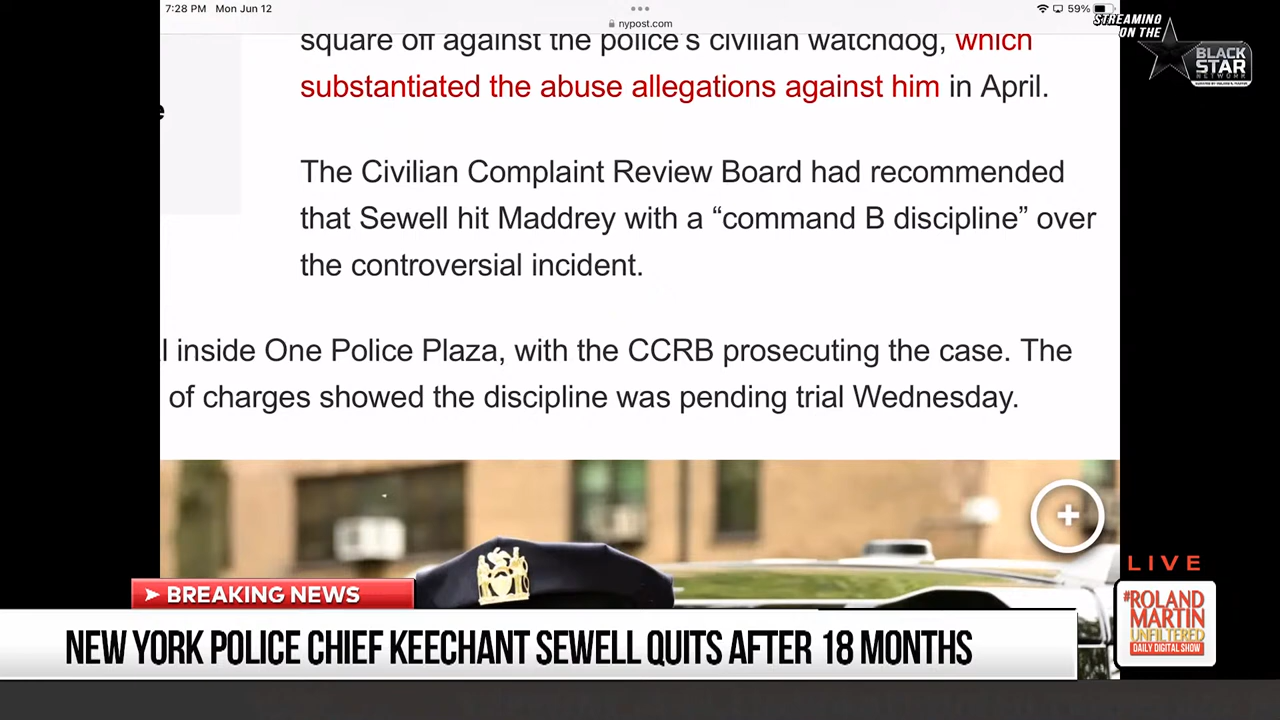 7:28 PM Mon Jun 12
59%
nypost.com
STREAMING
ON THE
BLACK
STAR
NETWORK
square off against the police's civilian watchdog, which
substantiated the abuse allegations against him in April.
e
The Civilian Complaint Review Board had recommended
that Sewell hit Maddrey with a “command B discipline” over
the controversial incident.
l inside One Police Plaza, with the CCRB prosecuting the case. The
of charges showed the discipline was pending trial Wednesday.
LIVE
BREAKING NEWS
NEW YORK POLICE CHIEF KEECHANT SEWELL QUITS AFTER 18 MONTHS
#ROLAND
MARTIN
UNFILTERED
DAILY DIGITAL SHOW